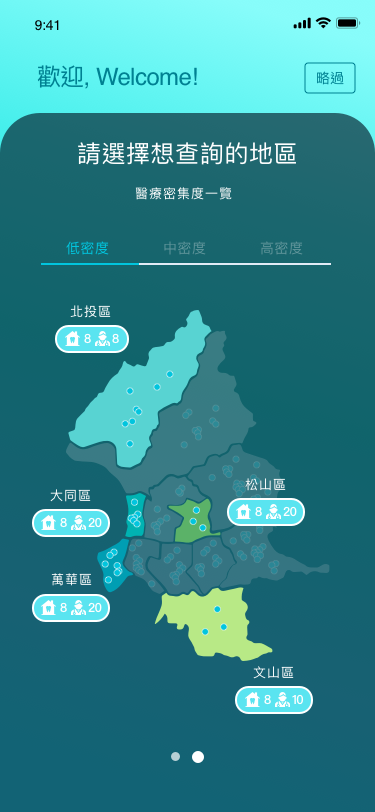 9:41
歡迎, Welcome!
略過
請選擇想查詢的地區
醫療密集度一覽
低密度 中密度 高密度
北投區
8 8
大同區
8 20
松山區
8 20
萬華區
8 20
文山區
8 10